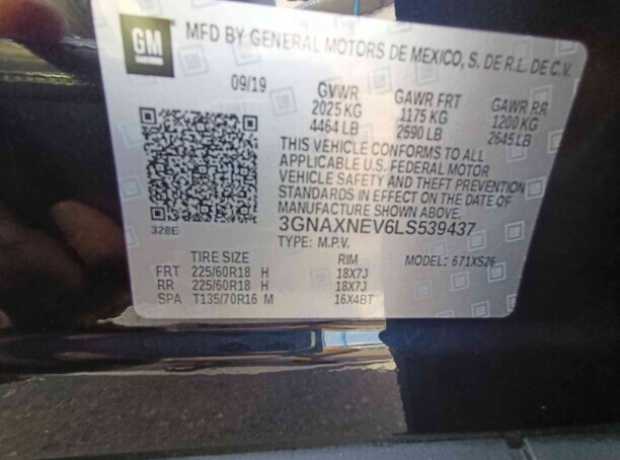 GM
MFD BY GENERAL MOTORS DE MEXICO, S. DE R.L. DE C.V.
09/19
GVWR GAWR FRT GAWR RR
2025 KG 1175 KG 1200 KG
4464 LB 2590 LB 2645 LB
THIS VEHICLE CONFORMS TO ALL
APPLICABLE U.S. FEDERAL MOTOR
VEHICLE SAFETY AND THEFT PREVENTION
STANDARDS IN EFFECT ON THE DATE OF
MANUFACTURE SHOWN ABOVE.
328E
3GNAXNEV6LS539437
TYPE: M.P.V. MODEL: 671XS26
TIRE SIZE RIM
FRT 225/60R18 H 18X7J
RR 225/60R18 H 18X7J
SPA T135/70R16 M 16X4BT